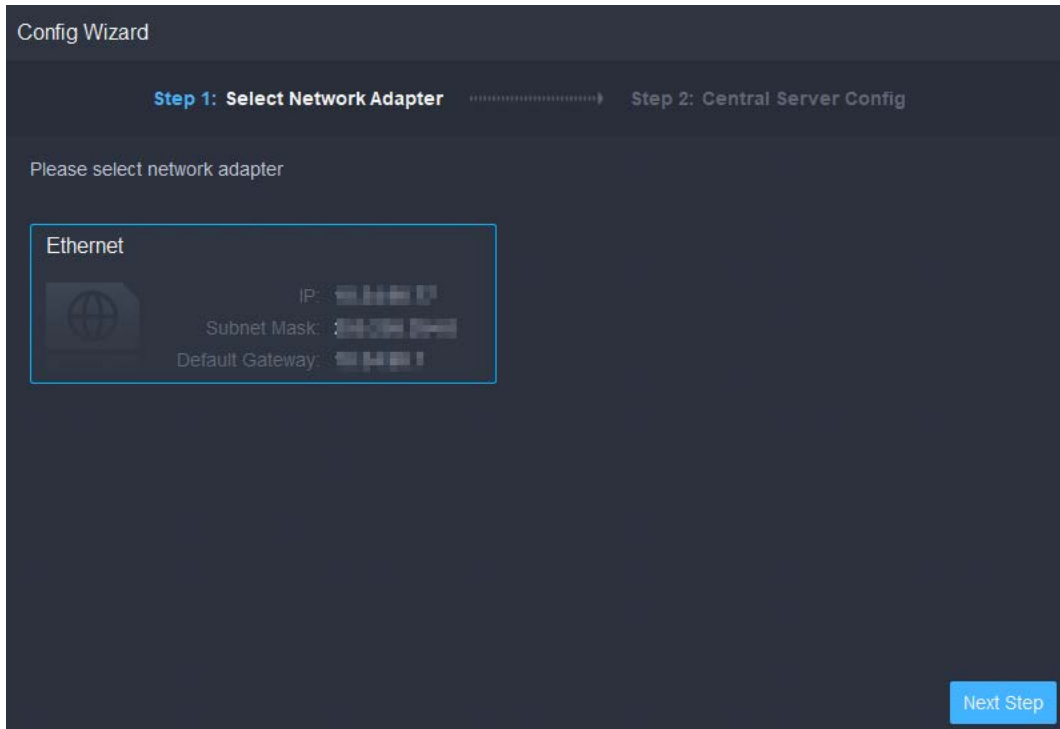 Config Wizard
Step 1: Select Network Adapter Step 2: Central Server Config
Please select network adapter
Ethernet
IP:
Subnet Mask:
Default Gateway:
Next Step